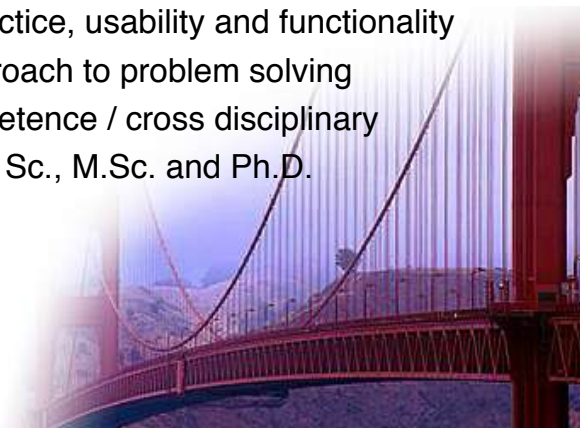 ctice, usability and functionality
roach to problem solving
etence / cross disciplinary
Sc., M.Sc. and Ph.D.